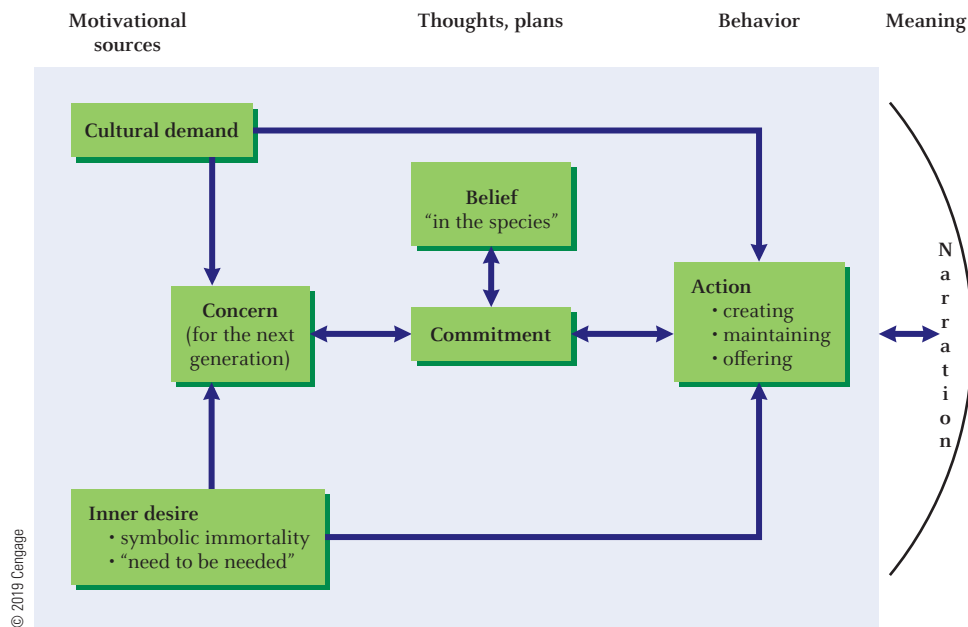 Motivational
sources
Thoughts, plans
Behavior
Meaning
Cultural demand
Belief
“in the species”
Concern
(for the next
generation)
Commitment
Action
• creating
• maintaining
• offering
Narration
Inner desire
• symbolic immortality
• “need to be needed”
© 2019 Cengage